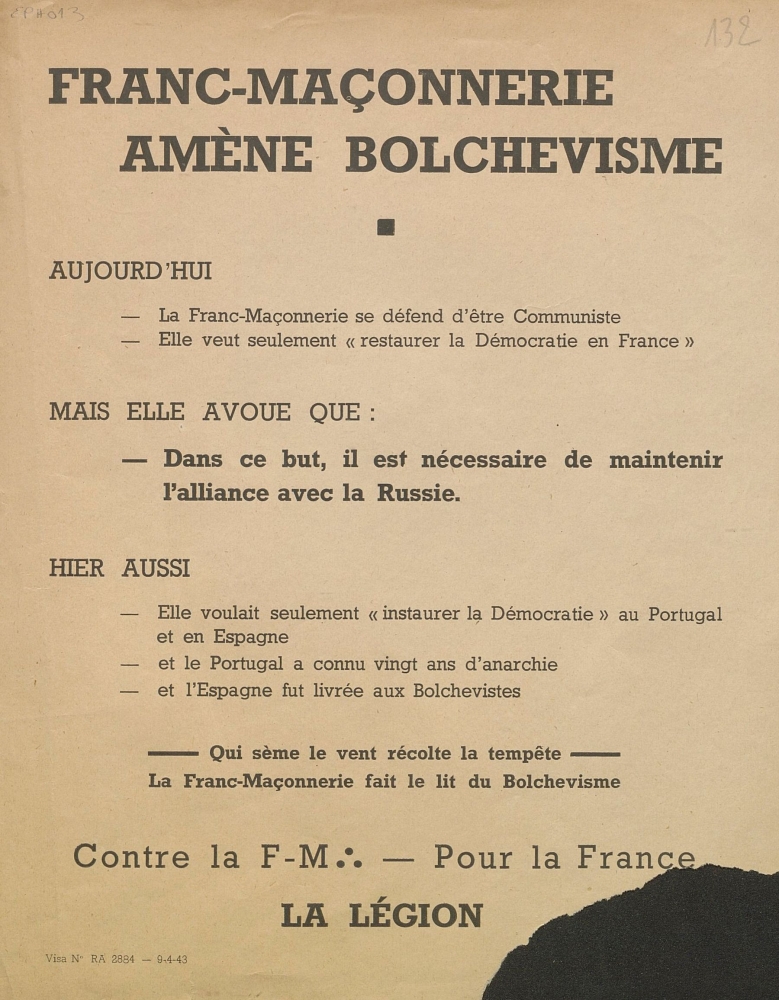 EPH013
132
FRANC-MAÇONNERIE
AMÈNE BOLCHEVISME
AUJOURD'HUI
— La Franc-Maçonnerie se défend d'être Communiste
— Elle veut seulement « restaurer la Démocratie en France »
MAIS ELLE AVOUE QUE :
— Dans ce but, il est nécessaire de maintenir
l'alliance avec la Russie.
HIER AUSSI
— Elle voulait seulement « instaurer la Démocratie » au Portugal
et en Espagne
— et le Portugal a connu vingt ans d'anarchie
— et l'Espagne fut livrée aux Bolchevistes
— Qui sème le vent récolte la tempête —
La Franc-Maçonnerie fait le lit du Bolchevisme
Contre la F-M∴ — Pour la France
LA LÉGION
Visa N° RA 2884 — 9-4-43